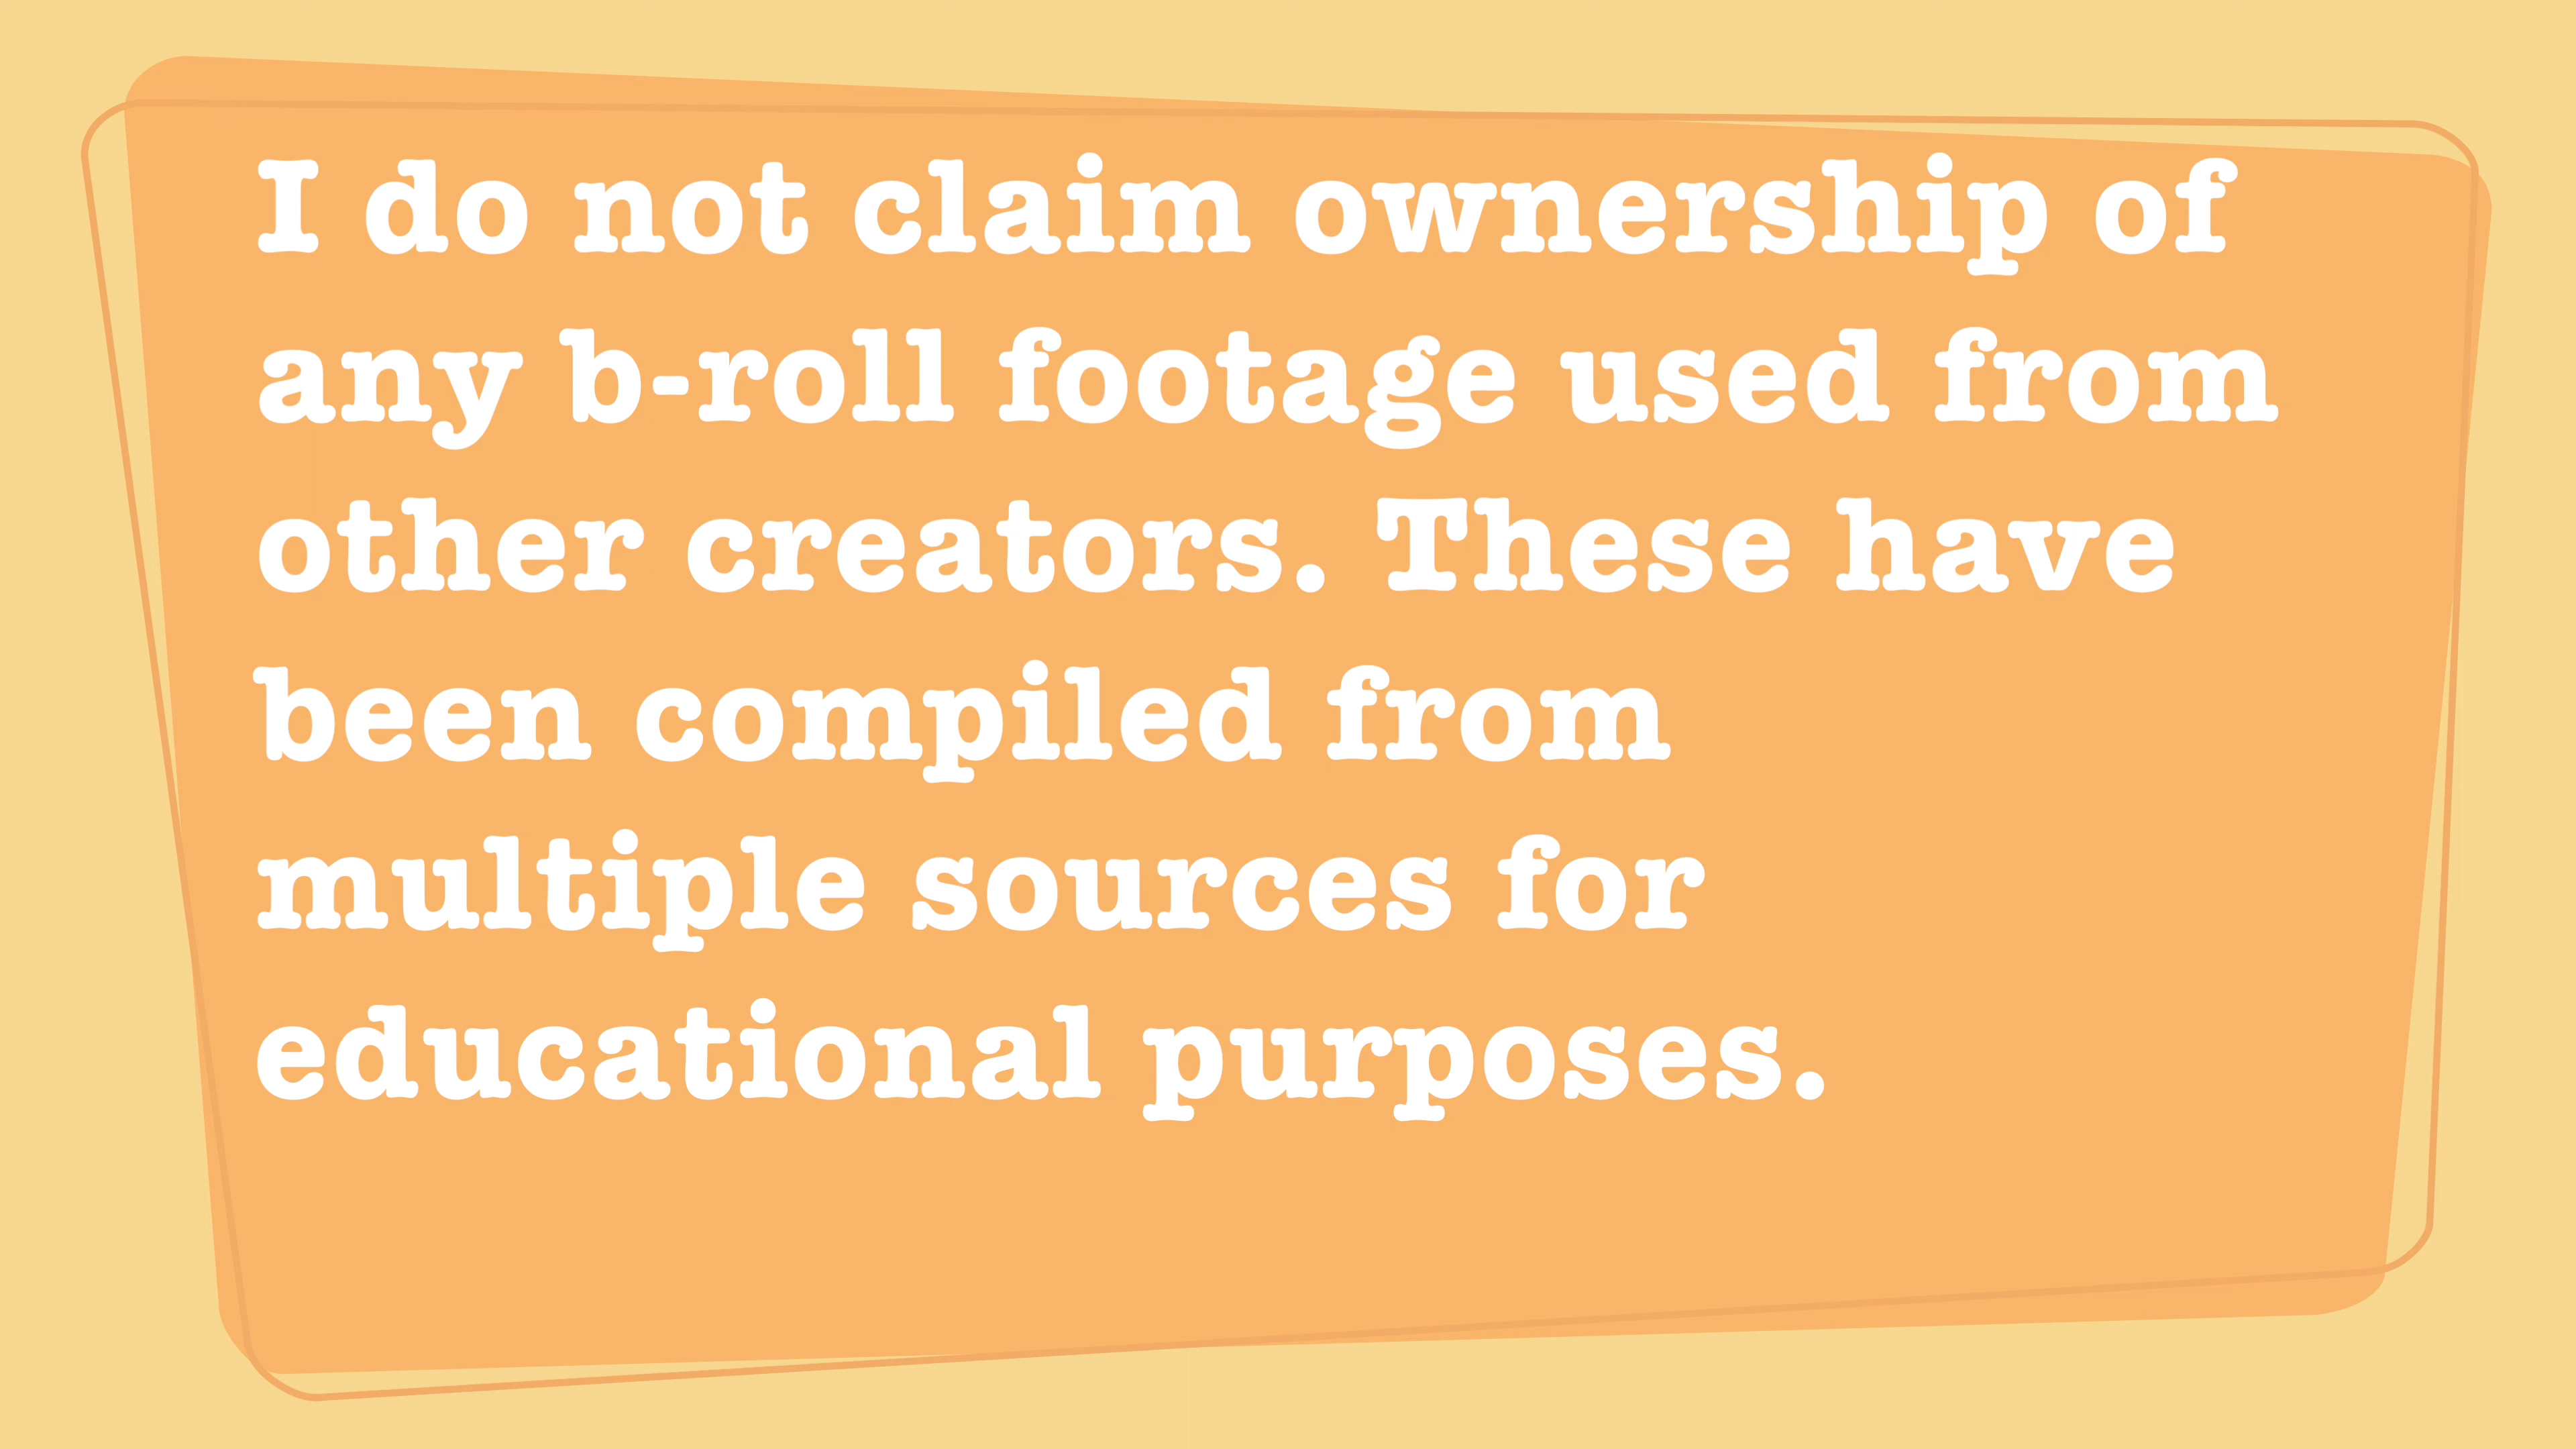 I do not claim ownership of
any b-roll footage used from
other creators. These have
been compiled from
multiple sources for
educational purposes.